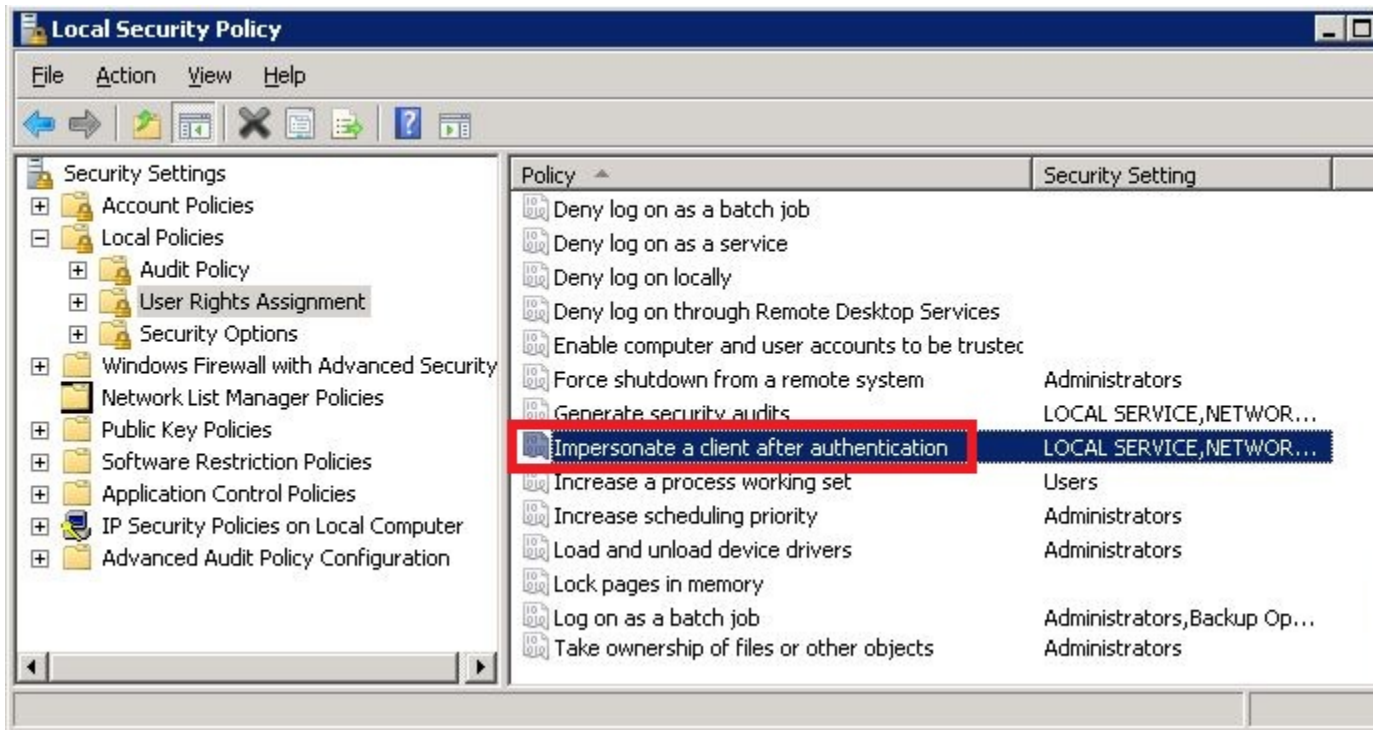 Local Security Policy
File Action View Help
Security Settings
Account Policies
Local Policies
Audit Policy
User Rights Assignment
Security Options
Windows Firewall with Advanced Security
Network List Manager Policies
Public Key Policies
Software Restriction Policies
Application Control Policies
IP Security Policies on Local Computer
Advanced Audit Policy Configuration
Policy Security Setting
Deny log on as a batch job
Deny log on as a service
Deny log on locally
Deny log on through Remote Desktop Services
Enable computer and user accounts to be trusted
Force shutdown from a remote system Administrators
Generate security audits LOCAL SERVICE,NETWOR...
Impersonate a client after authentication LOCAL SERVICE,NETWOR...
Increase a process working set Users
Increase scheduling priority Administrators
Load and unload device drivers Administrators
Lock pages in memory
Log on as a batch job Administrators,Backup Op...
Take ownership of files or other objects Administrators